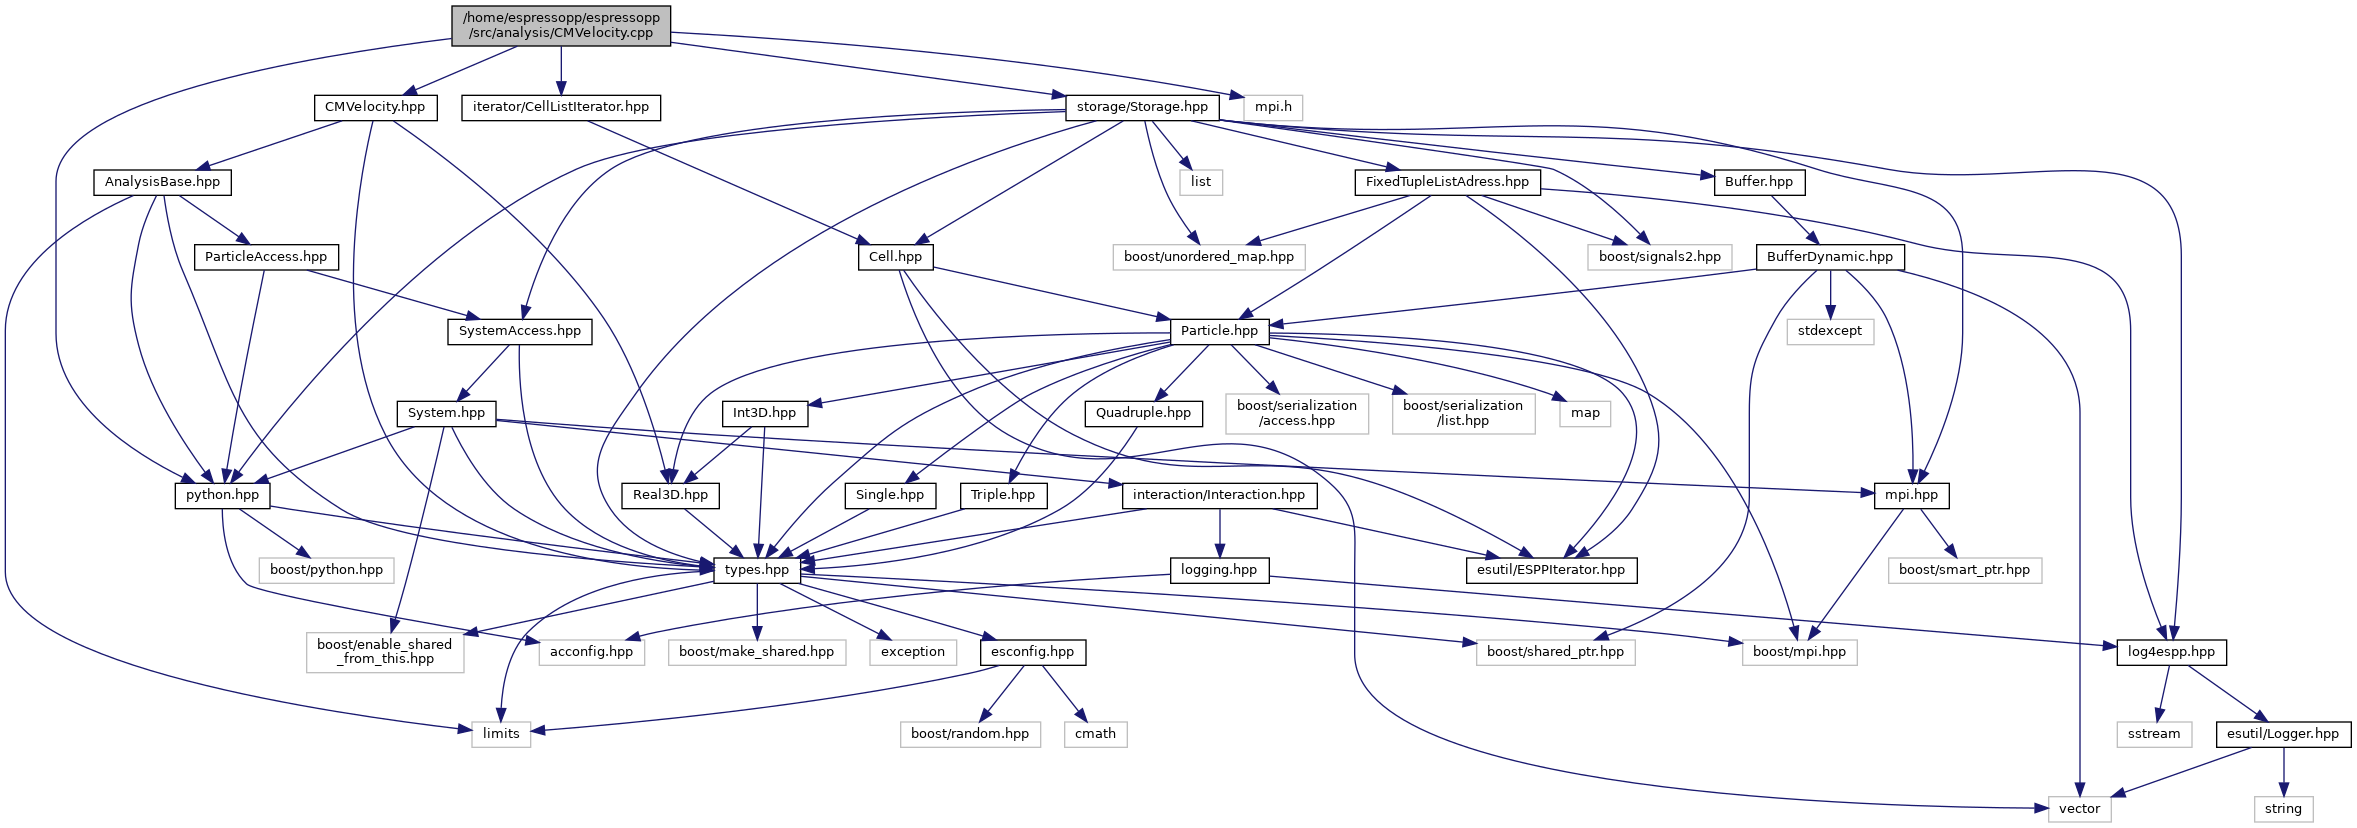 /home/espressopp/espressopp
/src/analysis/CMVelocity.cpp
CMVelocity.hpp
iterator/CellListIterator.hpp
storage/Storage.hpp
mpi.h
AnalysisBase.hpp
list
FixedTupleListAdress.hpp
Buffer.hpp
ParticleAccess.hpp
Cell.hpp
boost/unordered_map.hpp
boost/signals2.hpp
BufferDynamic.hpp
SystemAccess.hpp
Particle.hpp
stdexcept
System.hpp
Int3D.hpp
Quadruple.hpp
boost/serialization
/access.hpp
boost/serialization
/list.hpp
map
python.hpp
Real3D.hpp
Single.hpp
Triple.hpp
interaction/Interaction.hpp
mpi.hpp
boost/python.hpp
types.hpp
logging.hpp
esutil/ESPPIterator.hpp
boost/smart_ptr.hpp
boost/enable_shared
_from_this.hpp
acconfig.hpp
boost/make_shared.hpp
exception
esconfig.hpp
boost/shared_ptr.hpp
boost/mpi.hpp
log4espp.hpp
limits
boost/random.hpp
cmath
sstream
esutil/Logger.hpp
vector
string